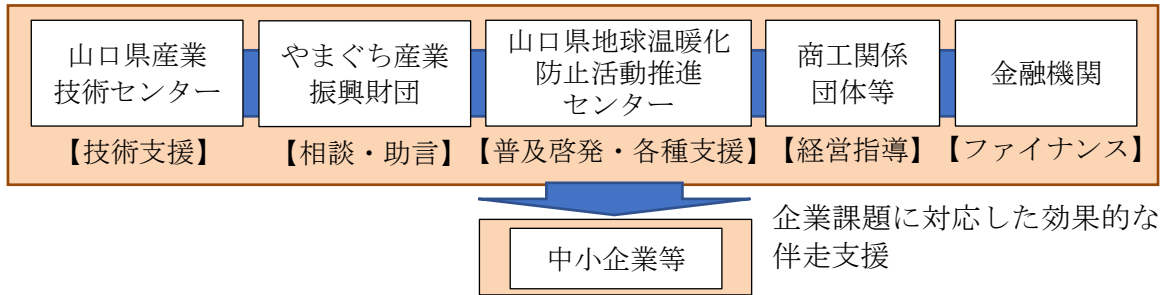 山口県産業
技術センター
やまぐち産業
振興財団
山口県地球温暖化
防止活動推進
センター
商工関係
団体等
金融機関
【技術支援】
【相談・助言】
【普及啓発・各種支援】
【経営指導】
【ファイナンス】
企業課題に対応した効果的な
伴走支援
中小企業等